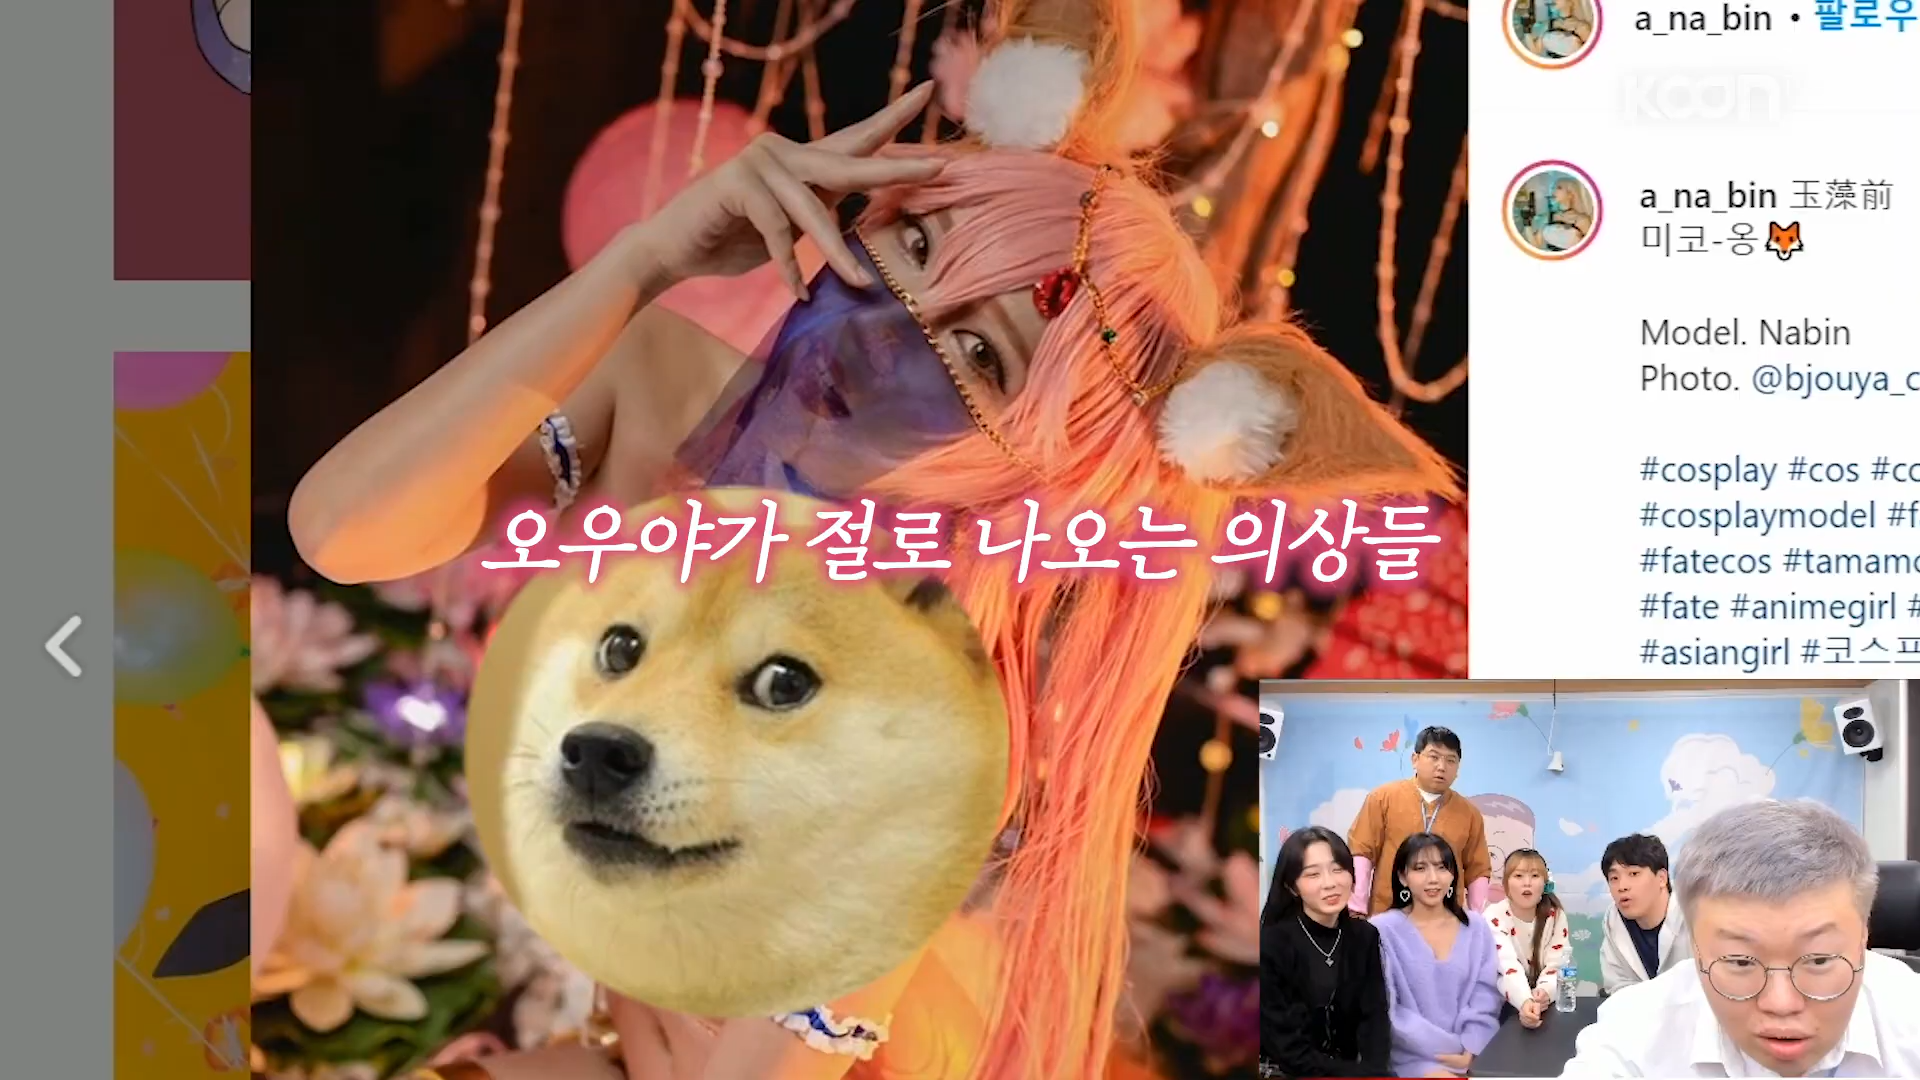 a_na_bin • 팔로우
KOON
a_na_bin 玉藻前
미코-옹
Model. Nabin
Photo. @bjouya_c
#cosplay #cos #co
#cosplaymodel #f
#fatecos #tamamo
#fate #animegirl #
#asiangirl #코스프
오우야가 절로 나오는 의상들